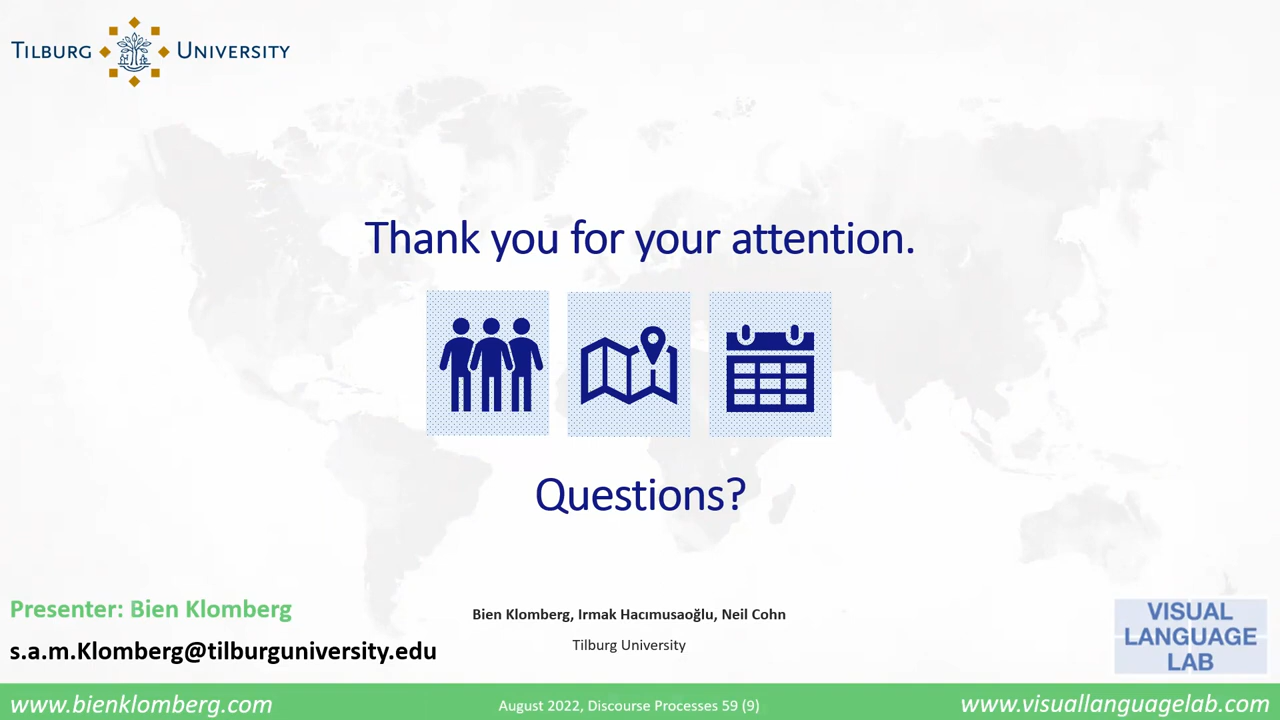 TILBURG UNIVERSITY
Thank you for your attention.
Questions?
Presenter: Bien Klomberg
s.a.m.Klomberg@tilburguniversity.edu
Bien Klomberg, Irmak Hacımusaoğlu, Neil Cohn
Tilburg University
VISUAL
LANGUAGE
LAB
www.bienklomberg.com
August 2022, Discourse Processes 59 (9)
www.visuallanguagelab.com